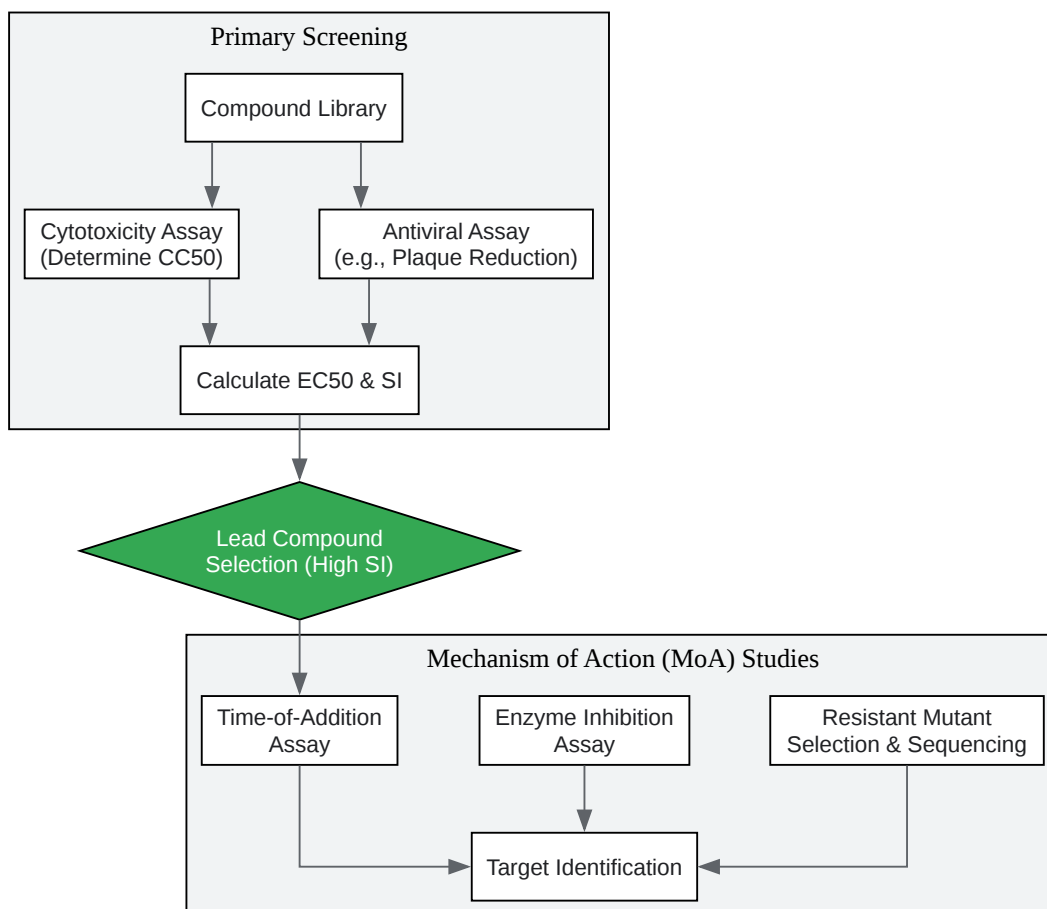 Primary Screening
Compound Library
Cytotoxicity Assay
(Determine CC50)
Antiviral Assay
(e.g., Plaque Reduction)
Calculate EC50 & SI
Lead Compound
Selection (High SI)
Mechanism of Action (MoA) Studies
Time-of-Addition
Assay
Enzyme Inhibition
Assay
Resistant Mutant
Selection & Sequencing
Target Identification